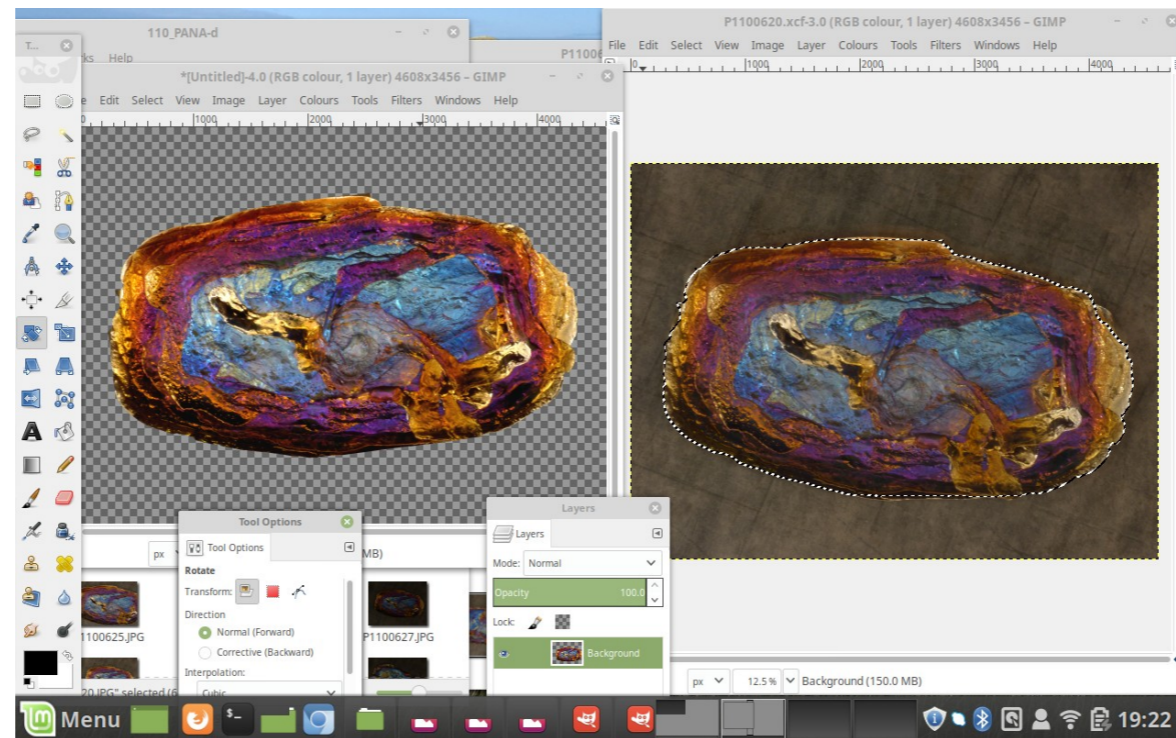 110_PANA-d
ks Help
P1100
T...
*[Untitled]-4.0 (RGB colour, 1 layer) 4608x3456 – GIMP
e Edit Select View Image Layer Colours Tools Filters Windows Help
1000 2000 3000 4000
P1100620.xcf-3.0 (RGB colour, 1 layer) 4608x3456 – GIMP
File Edit Select View Image Layer Colours Tools Filters Windows Help
0 1000 2000 3000 4000
px
MB)
Tool Options
Tool Options
Rotate
Transform:
Direction
Normal (Forward)
Corrective (Backward)
Interpolation:
Cubic
1100625.JPG
P1100627.JPG
20.JPG" selected (6
Layers
Layers
Mode: Normal
Opacity 100.0
Lock:
Background
px 12.5 % Background (150.0 MB)
Menu
19:22